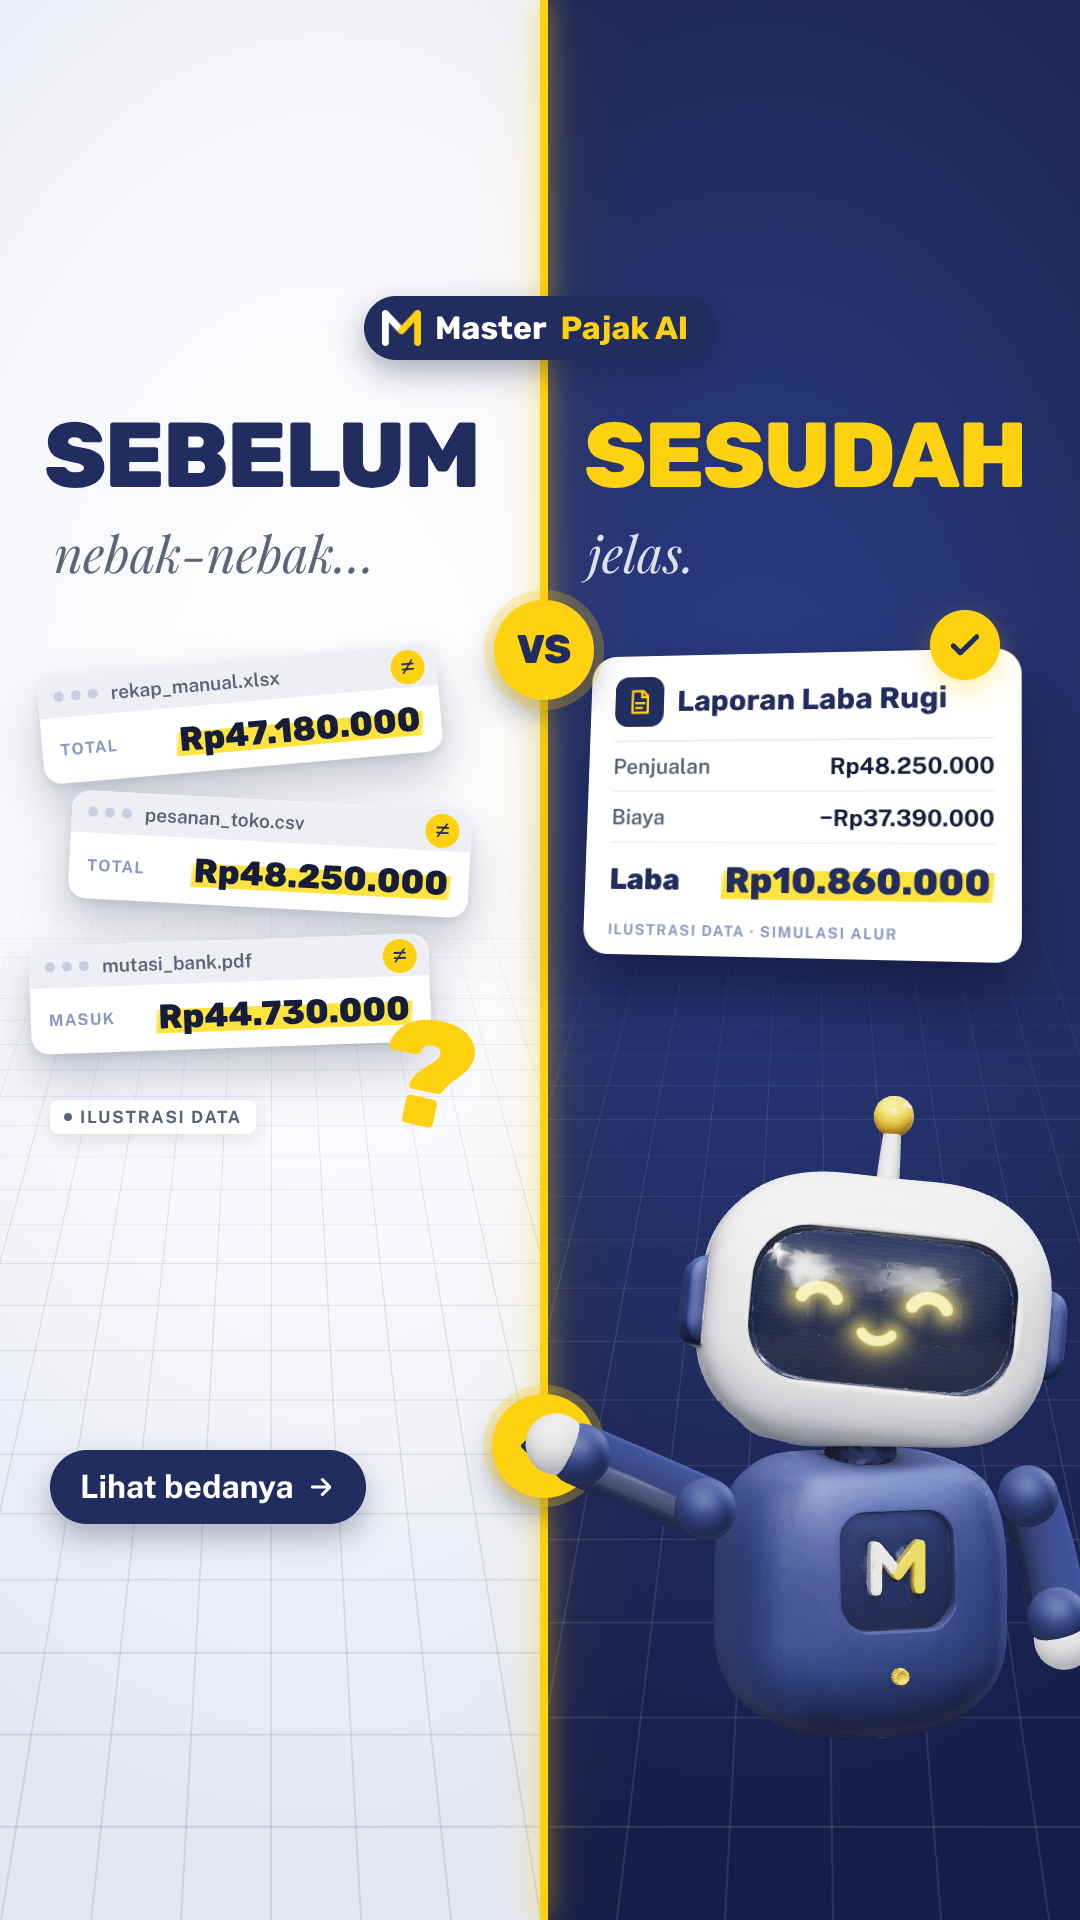 Master Pajak AI
SEBELUM
nebak-nebak...
SESUDAH
jelas.
VS
rekap_manual.xlsx
≠
TOTAL
Rp47.180.000
pesanan_toko.csv
≠
TOTAL
Rp48.250.000
mutasi_bank.pdf
≠
MASUK
Rp44.730.000
?
ILUSTRASI DATA
Laporan Laba Rugi
Penjualan Rp48.250.000
Biaya −Rp37.390.000
Laba Rp10.860.000
ILUSTRASI DATA · SIMULASI ALUR
Lihat bedanya →
M